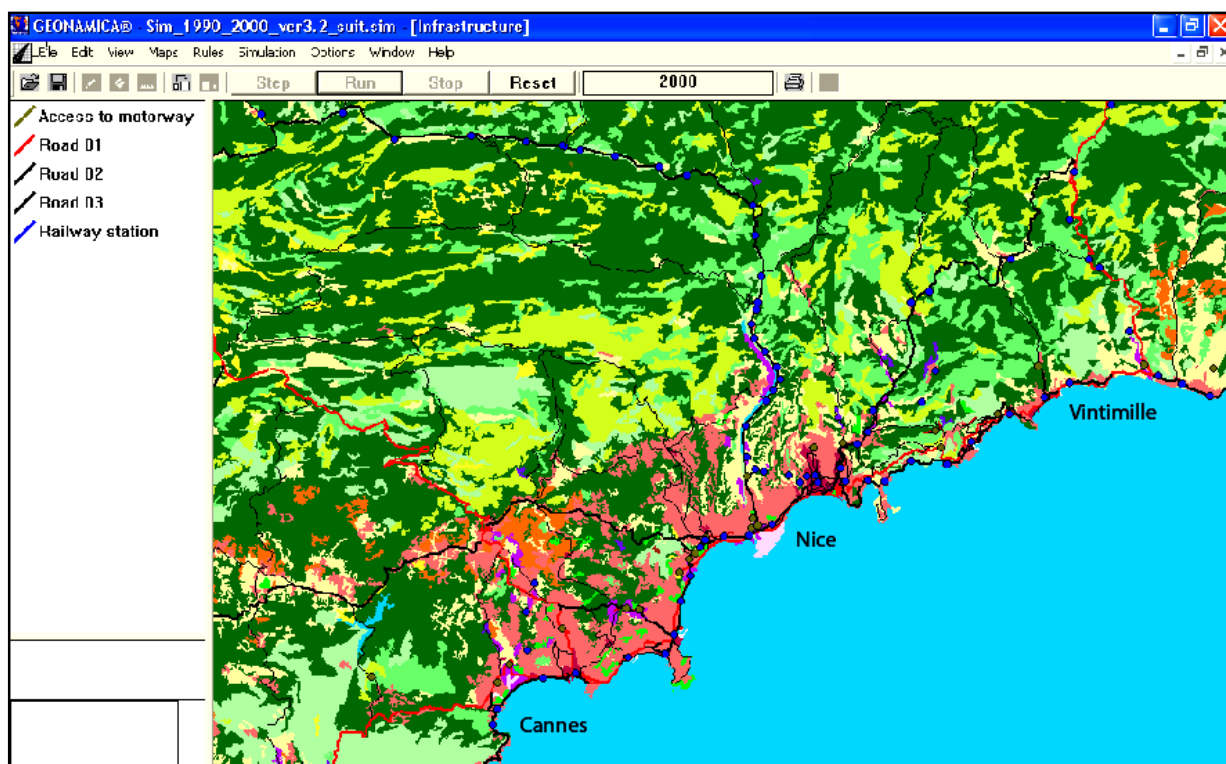 GEONAMICA® - Sim_1990_2000_ver3.2_suit.sim - [Infrastructure]
File Edit View Maps Rules Simulation Options Window Help
Step Run Stop Reset 2000
Access to motorway
Road 01
Road 02
Road 03
Railway station
Vintimille
Nice
Cannes